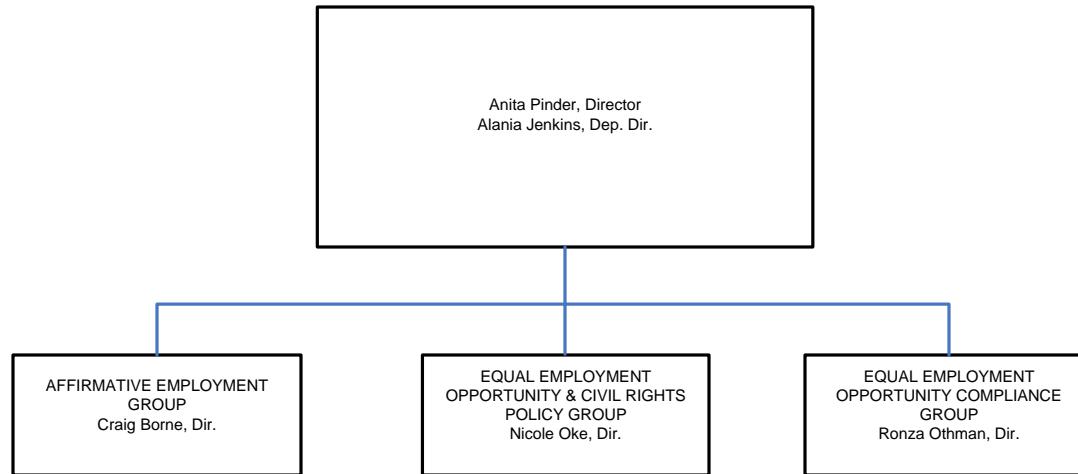 Anita Pinder, Director
Alania Jenkins, Dep. Dir.
AFFIRMATIVE EMPLOYMENT
GROUP
Craig Borne, Dir.
EQUAL EMPLOYMENT
OPPORTUNITY & CIVIL RIGHTS
POLICY GROUP
Nicole Oke, Dir.
EQUAL EMPLOYMENT
OPPORTUNITY COMPLIANCE
GROUP
Ronza Othman, Dir.